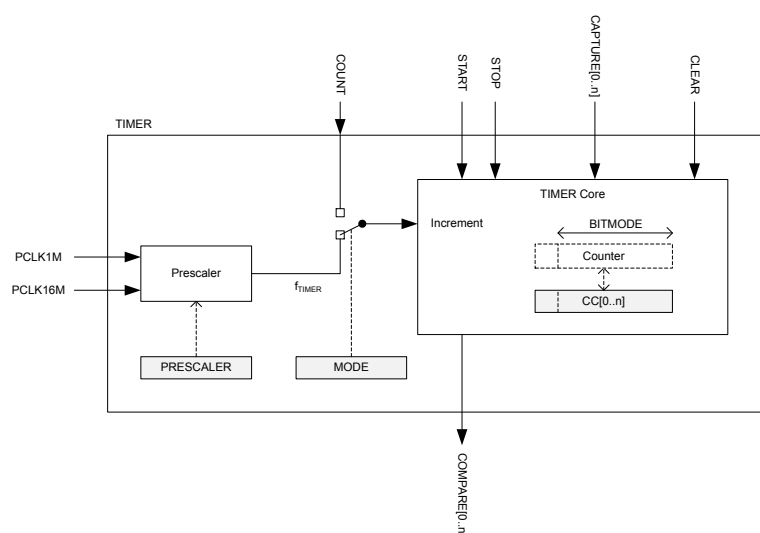 COUNT
START
STOP
CAPTURE[0..n]
CLEAR
TIMER
TIMER Core
Increment
BITMODE
Counter
CC[0..n]
PCLK1M
PCLK16M
Prescaler
fTIMER
PRESCALER
MODE
COMPARE[0..n